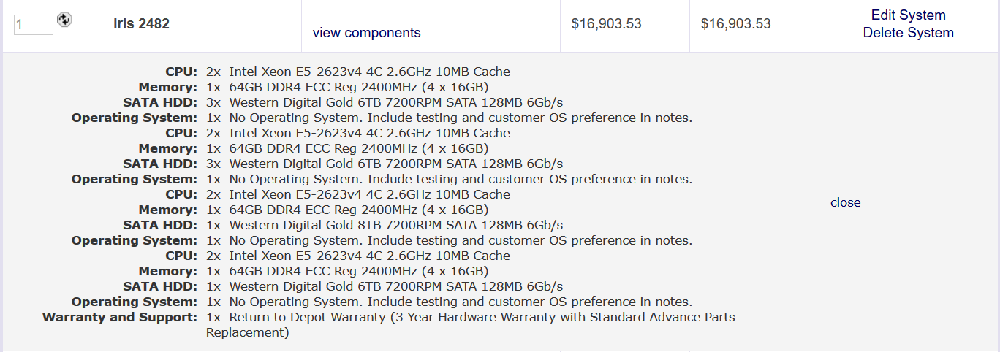 1
Iris 2482
view components
$16,903.53
$16,903.53
Edit System
Delete System
CPU: 2x Intel Xeon E5-2623v4 4C 2.6GHz 10MB Cache
Memory: 1x 64GB DDR4 ECC Reg 2400MHz (4 x 16GB)
SATA HDD: 3x Western Digital Gold 6TB 7200RPM SATA 128MB 6Gb/s
Operating System: 1x No Operating System. Include testing and customer OS preference in notes.
CPU: 2x Intel Xeon E5-2623v4 4C 2.6GHz 10MB Cache
Memory: 1x 64GB DDR4 ECC Reg 2400MHz (4 x 16GB)
SATA HDD: 3x Western Digital Gold 6TB 7200RPM SATA 128MB 6Gb/s
Operating System: 1x No Operating System. Include testing and customer OS preference in notes.
CPU: 2x Intel Xeon E5-2623v4 4C 2.6GHz 10MB Cache
Memory: 1x 64GB DDR4 ECC Reg 2400MHz (4 x 16GB)
SATA HDD: 1x Western Digital Gold 8TB 7200RPM SATA 128MB 6Gb/s
Operating System: 1x No Operating System. Include testing and customer OS preference in notes.
CPU: 2x Intel Xeon E5-2623v4 4C 2.6GHz 10MB Cache
Memory: 1x 64GB DDR4 ECC Reg 2400MHz (4 x 16GB)
SATA HDD: 1x Western Digital Gold 6TB 7200RPM SATA 128MB 6Gb/s
Operating System: 1x No Operating System. Include testing and customer OS preference in notes.
Warranty and Support: 1x Return to Depot Warranty (3 Year Hardware Warranty with Standard Advance Parts
Replacement)
close